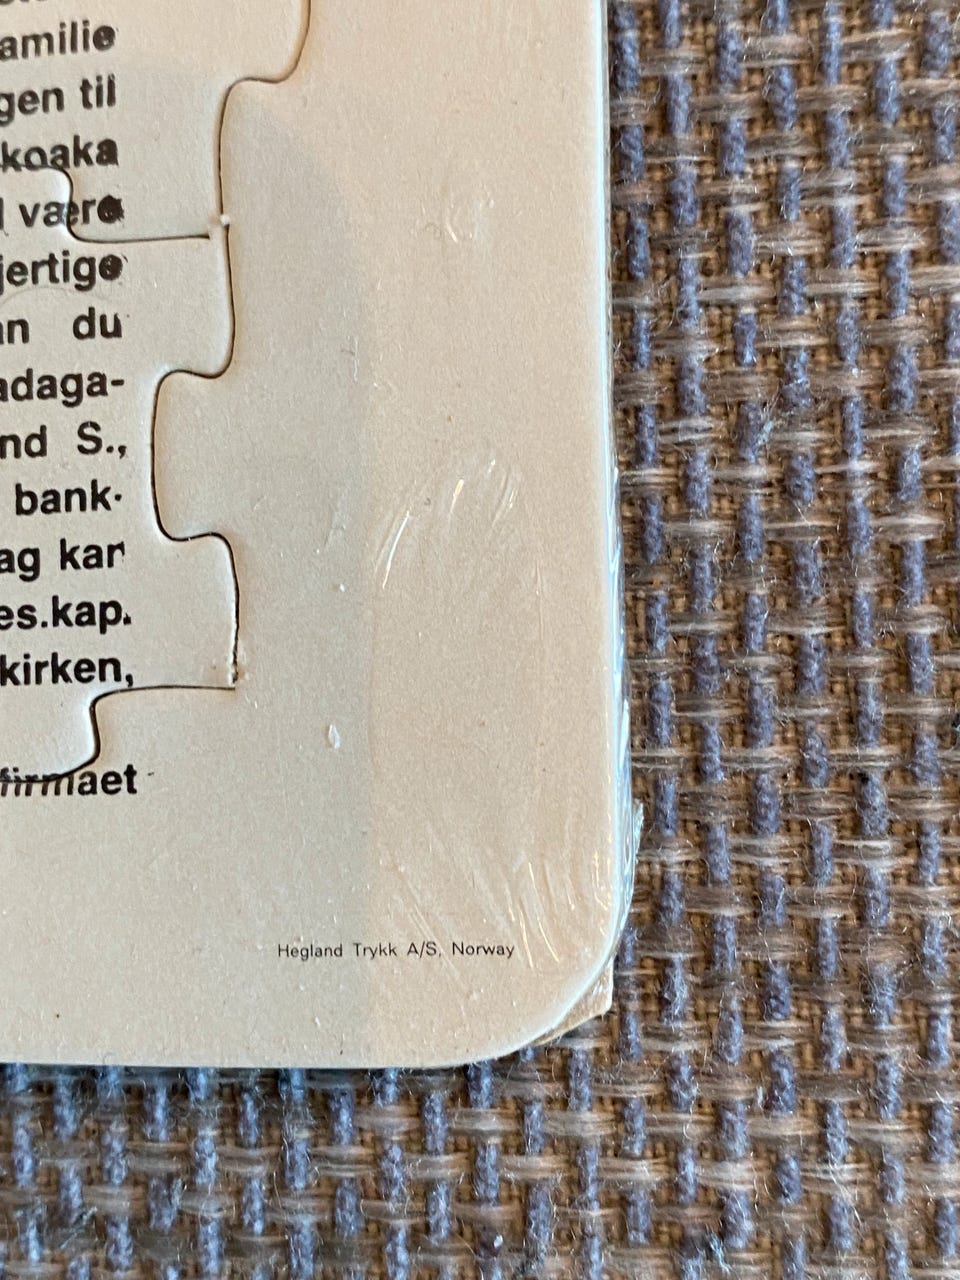 amilie
gen til
koaka
være
jertige
n du
adaga-
nd S.,
bank-
ag kar
es.kap.
kirken,
firmaet
Hegland Trykk A/S, Norway